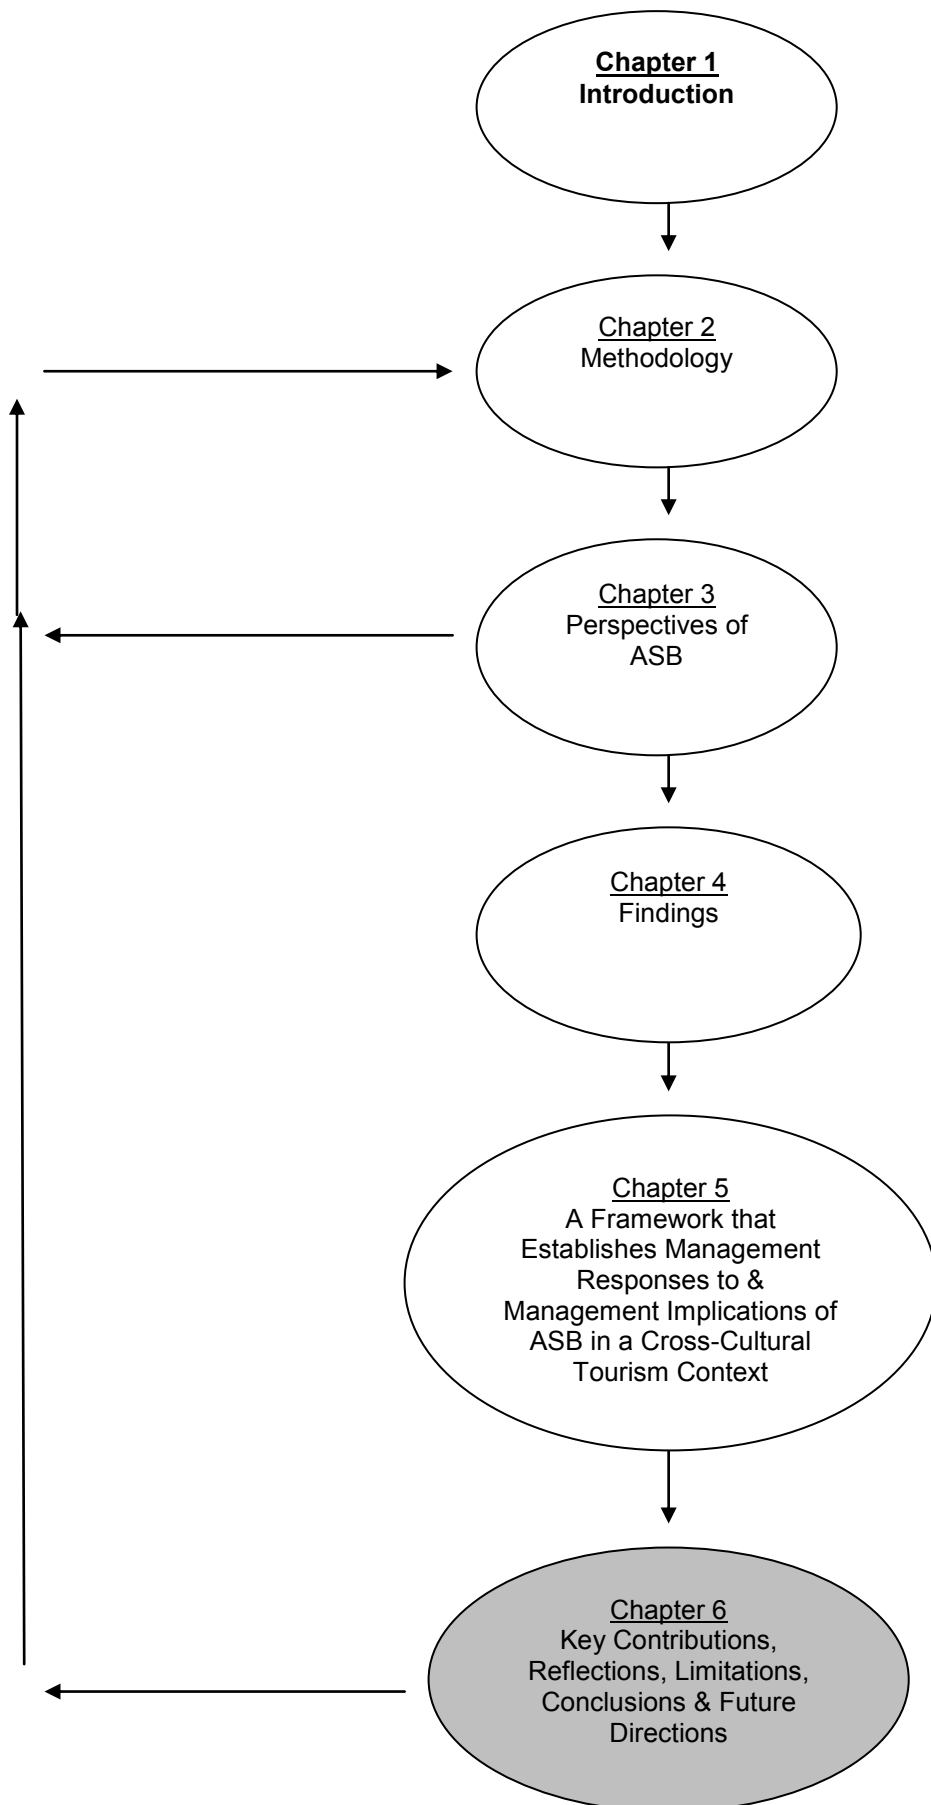 Chapter 1
Introduction
Chapter 2
Methodology
Chapter 3
Perspectives of
ASB
Chapter 4
Findings
Chapter 5
A Framework that
Establishes Management
Responses to &
Management Implications of
ASB in a Cross-Cultural
Tourism Context
Chapter 6
Key Contributions,
Reflections, Limitations,
Conclusions & Future
Directions